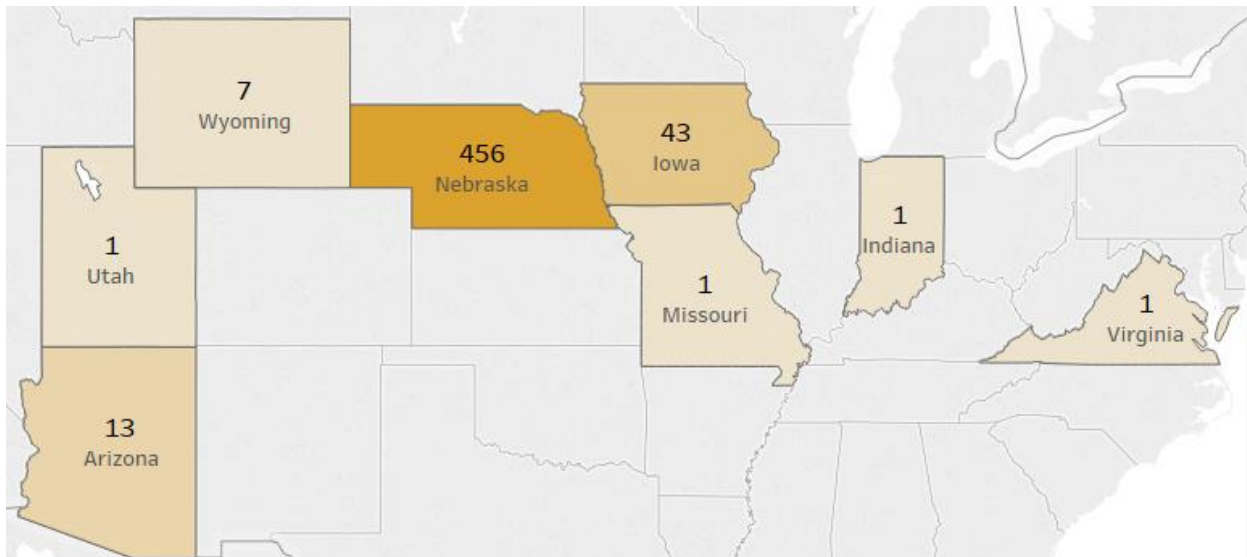 7
Wyoming
456
Nebraska
43
Iowa
1
Utah
1
Missouri
1
Indiana
1
Virginia
13
Arizona